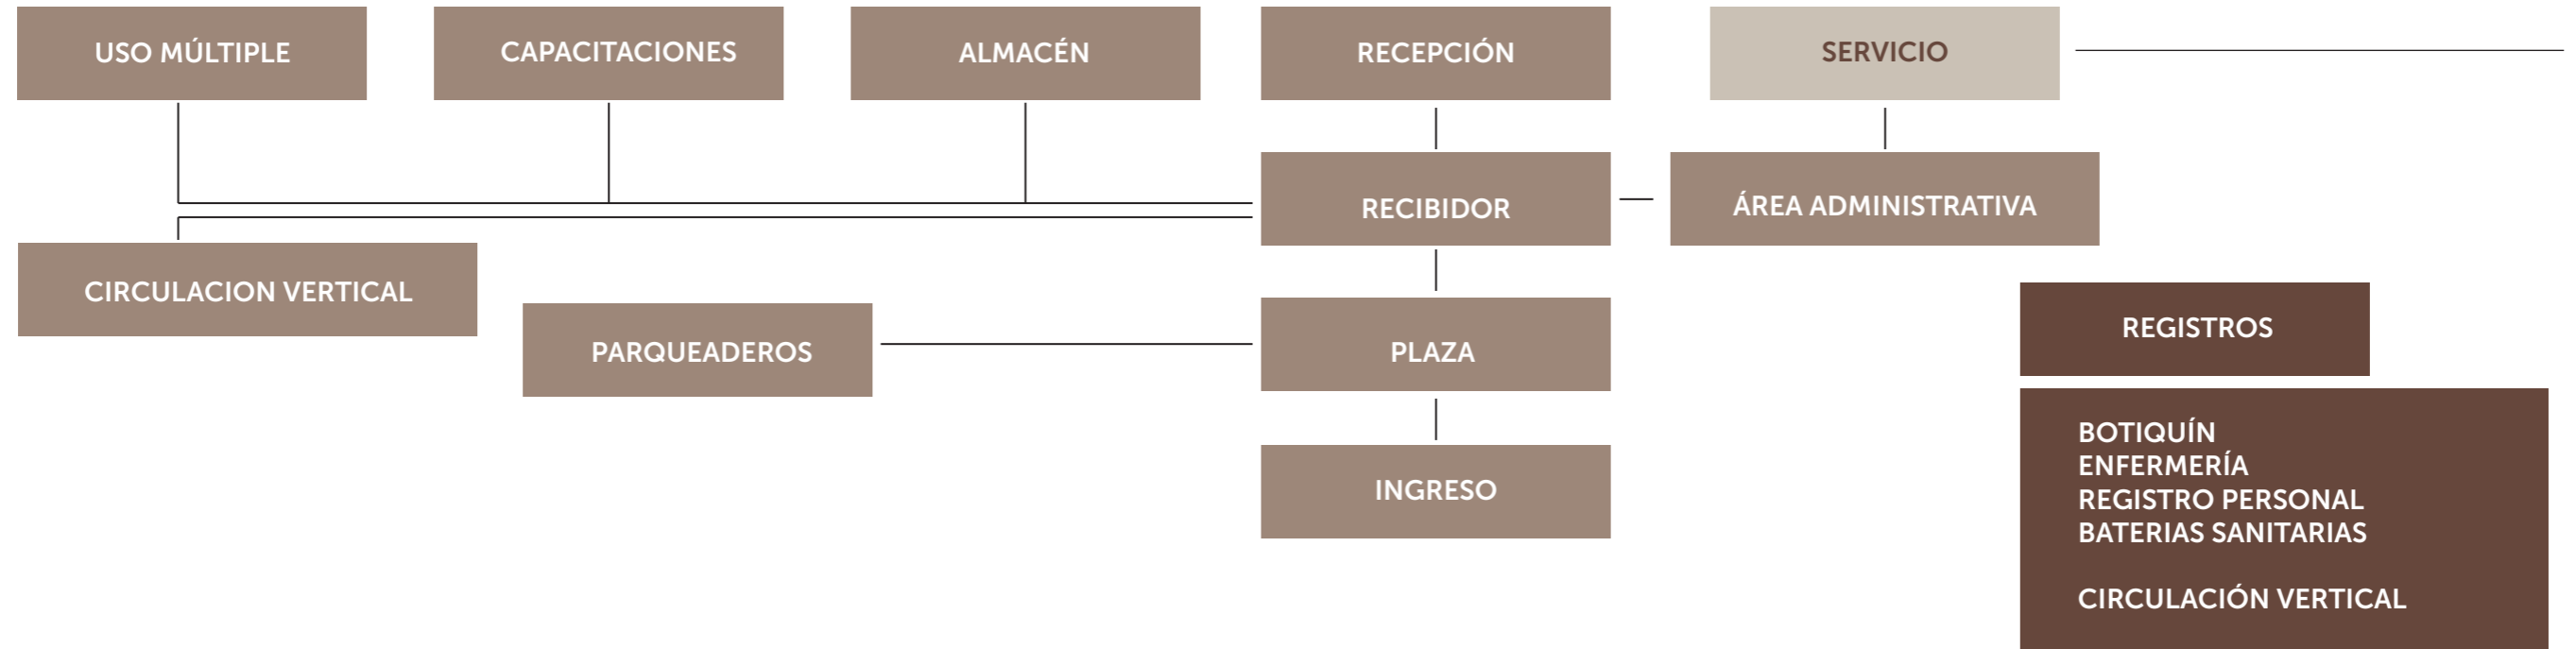 USO MÚLTIPLE
CAPACITACIONES
ALMACÉN
RECEPCIÓN
SERVICIO
RECIBIDOR
ÁREA ADMINISTRATIVA
CIRCULACION VERTICAL
PARQUEADEROS
PLAZA
REGISTROS
INGRESO
BOTIQUÍN
ENFERMERÍA
REGISTRO PERSONAL
BATERIAS SANITARIAS
CIRCULACIÓN VERTICAL